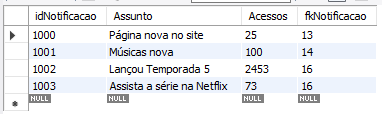 idNotificacao Assunto Acessos fkNotificacao
1000 Página nova no site 25 13
1001 Músicas nova 100 14
1002 Lançou Temporada 5 2453 16
1003 Assista a série na Netflix 73 16
NULL NULL NULL NULL